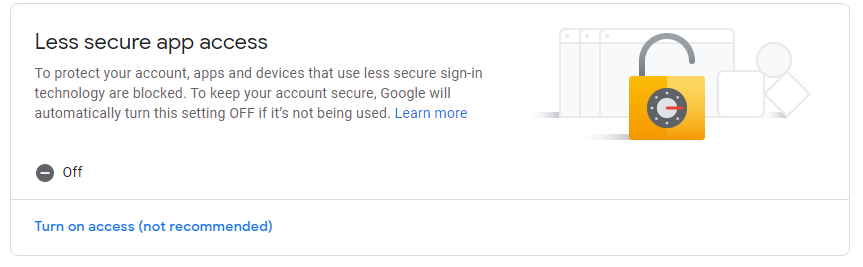 Less secure app access
To protect your account, apps and devices that use less secure sign-in
technology are blocked. To keep your account secure, Google will
automatically turn this setting OFF if it's not being used. Learn more
Off
Turn on access (not recommended)